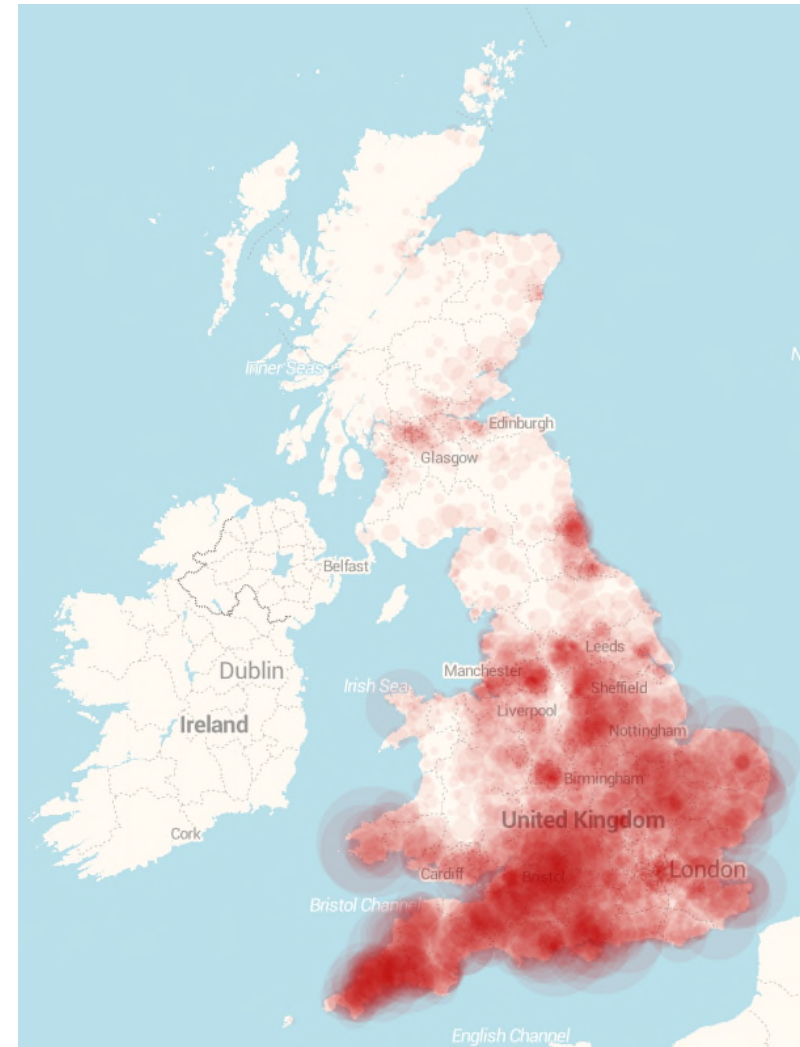 N
Inner Seas
Edinburgh
Glasgow
Belfast
Leeds
Dublin
Manchester
Irish Sea
Sheffield
Liverpool
Ireland
Nottingham
Birmingham
United Kingdom
Cork
London
Cardiff
Bristol
Bristol Channel
English Channel